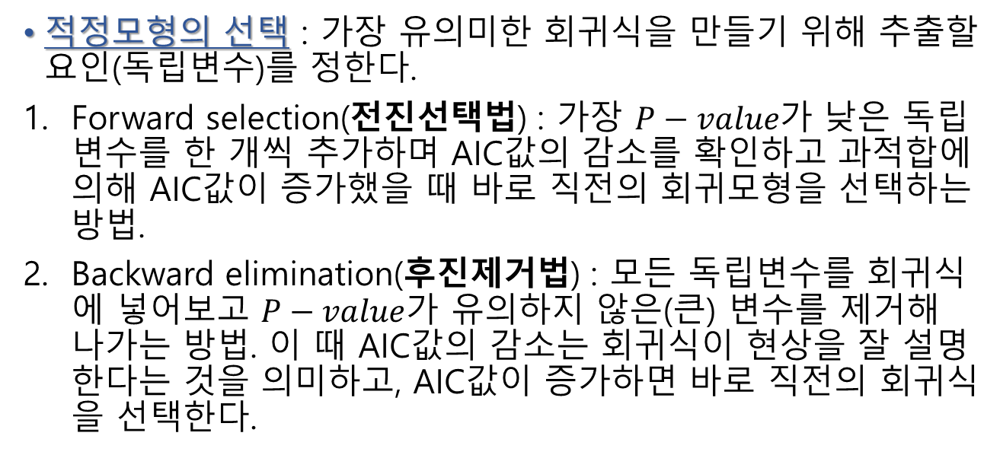 • 적정모형의 선택 : 가장 유의미한 회귀식을 만들기 위해 추출할
요인(독립변수)를 정한다.
1. Forward selection(전진선택법) : 가장 P − value가 낮은 독립
변수를 한 개씩 추가하며 AIC값의 감소를 확인하고 과적합에
의해 AIC값이 증가했을 때 바로 직전의 회귀모형을 선택하는
방법.
2. Backward elimination(후진제거법) : 모든 독립변수를 회귀식
에 넣어보고 P − value가 유의하지 않은(큰) 변수를 제거해
나가는 방법. 이 때 AIC값의 감소는 회귀식이 현상을 잘 설명
한다는 것을 의미하고, AIC값이 증가하면 바로 직전의 회귀식
을 선택한다.